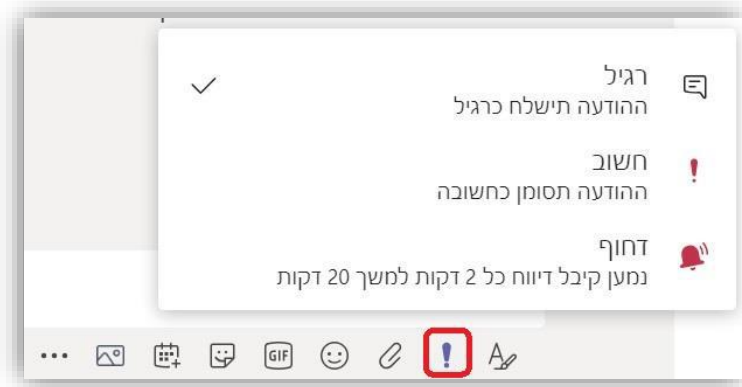 רגיל
ההודעה תישלח כרגיל
חשוב
ההודעה תסומן כחשובה
דחוף
נמען קיבל דיווח כל 2 דקות למשך 20 דקות
GIF